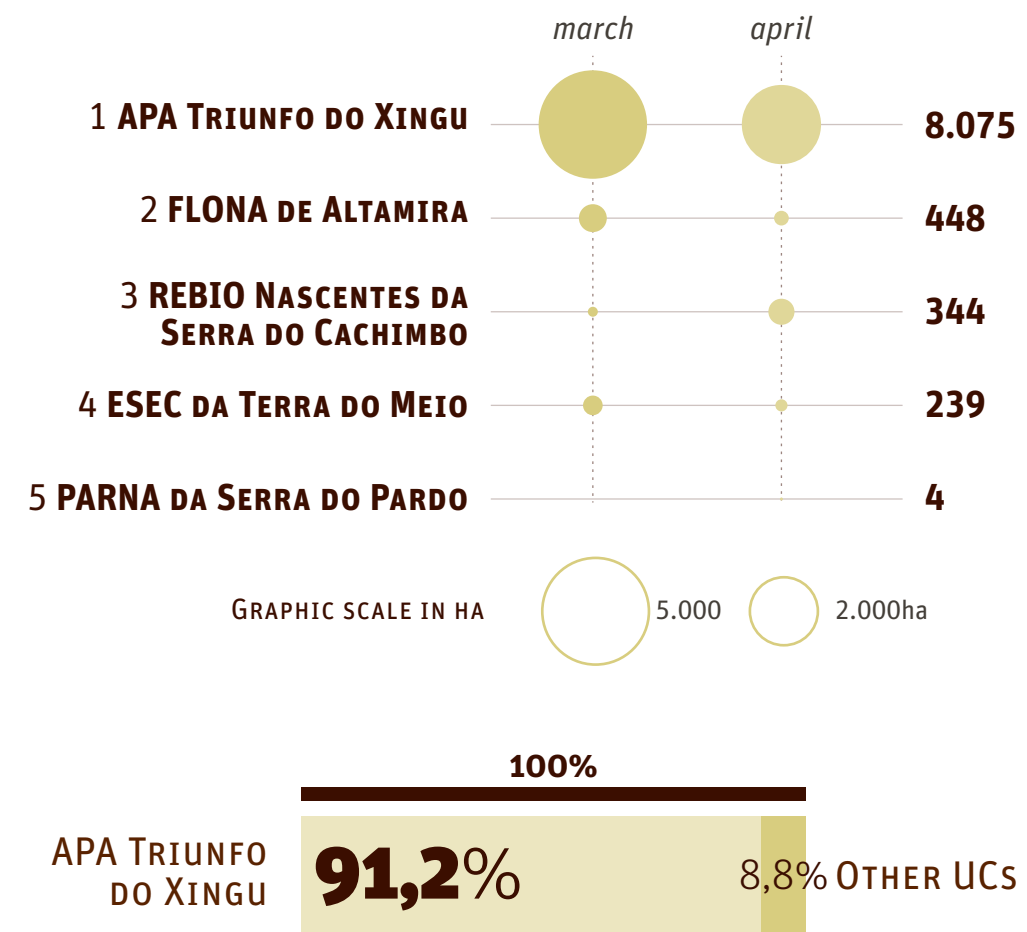 march april
1 APA Triunfo do Xingu 8.075
2 FLONA de Altamira 448
3 REBIO Nascentes da
Serra do Cachimbo 344
4 ESEC da Terra do Meio 239
5 PARNA da Serra do Pardo 4
Graphic scale in ha 5.000 2.000ha
100%
APA Triunfo
do Xingu
91,2% 8,8% Other UCs